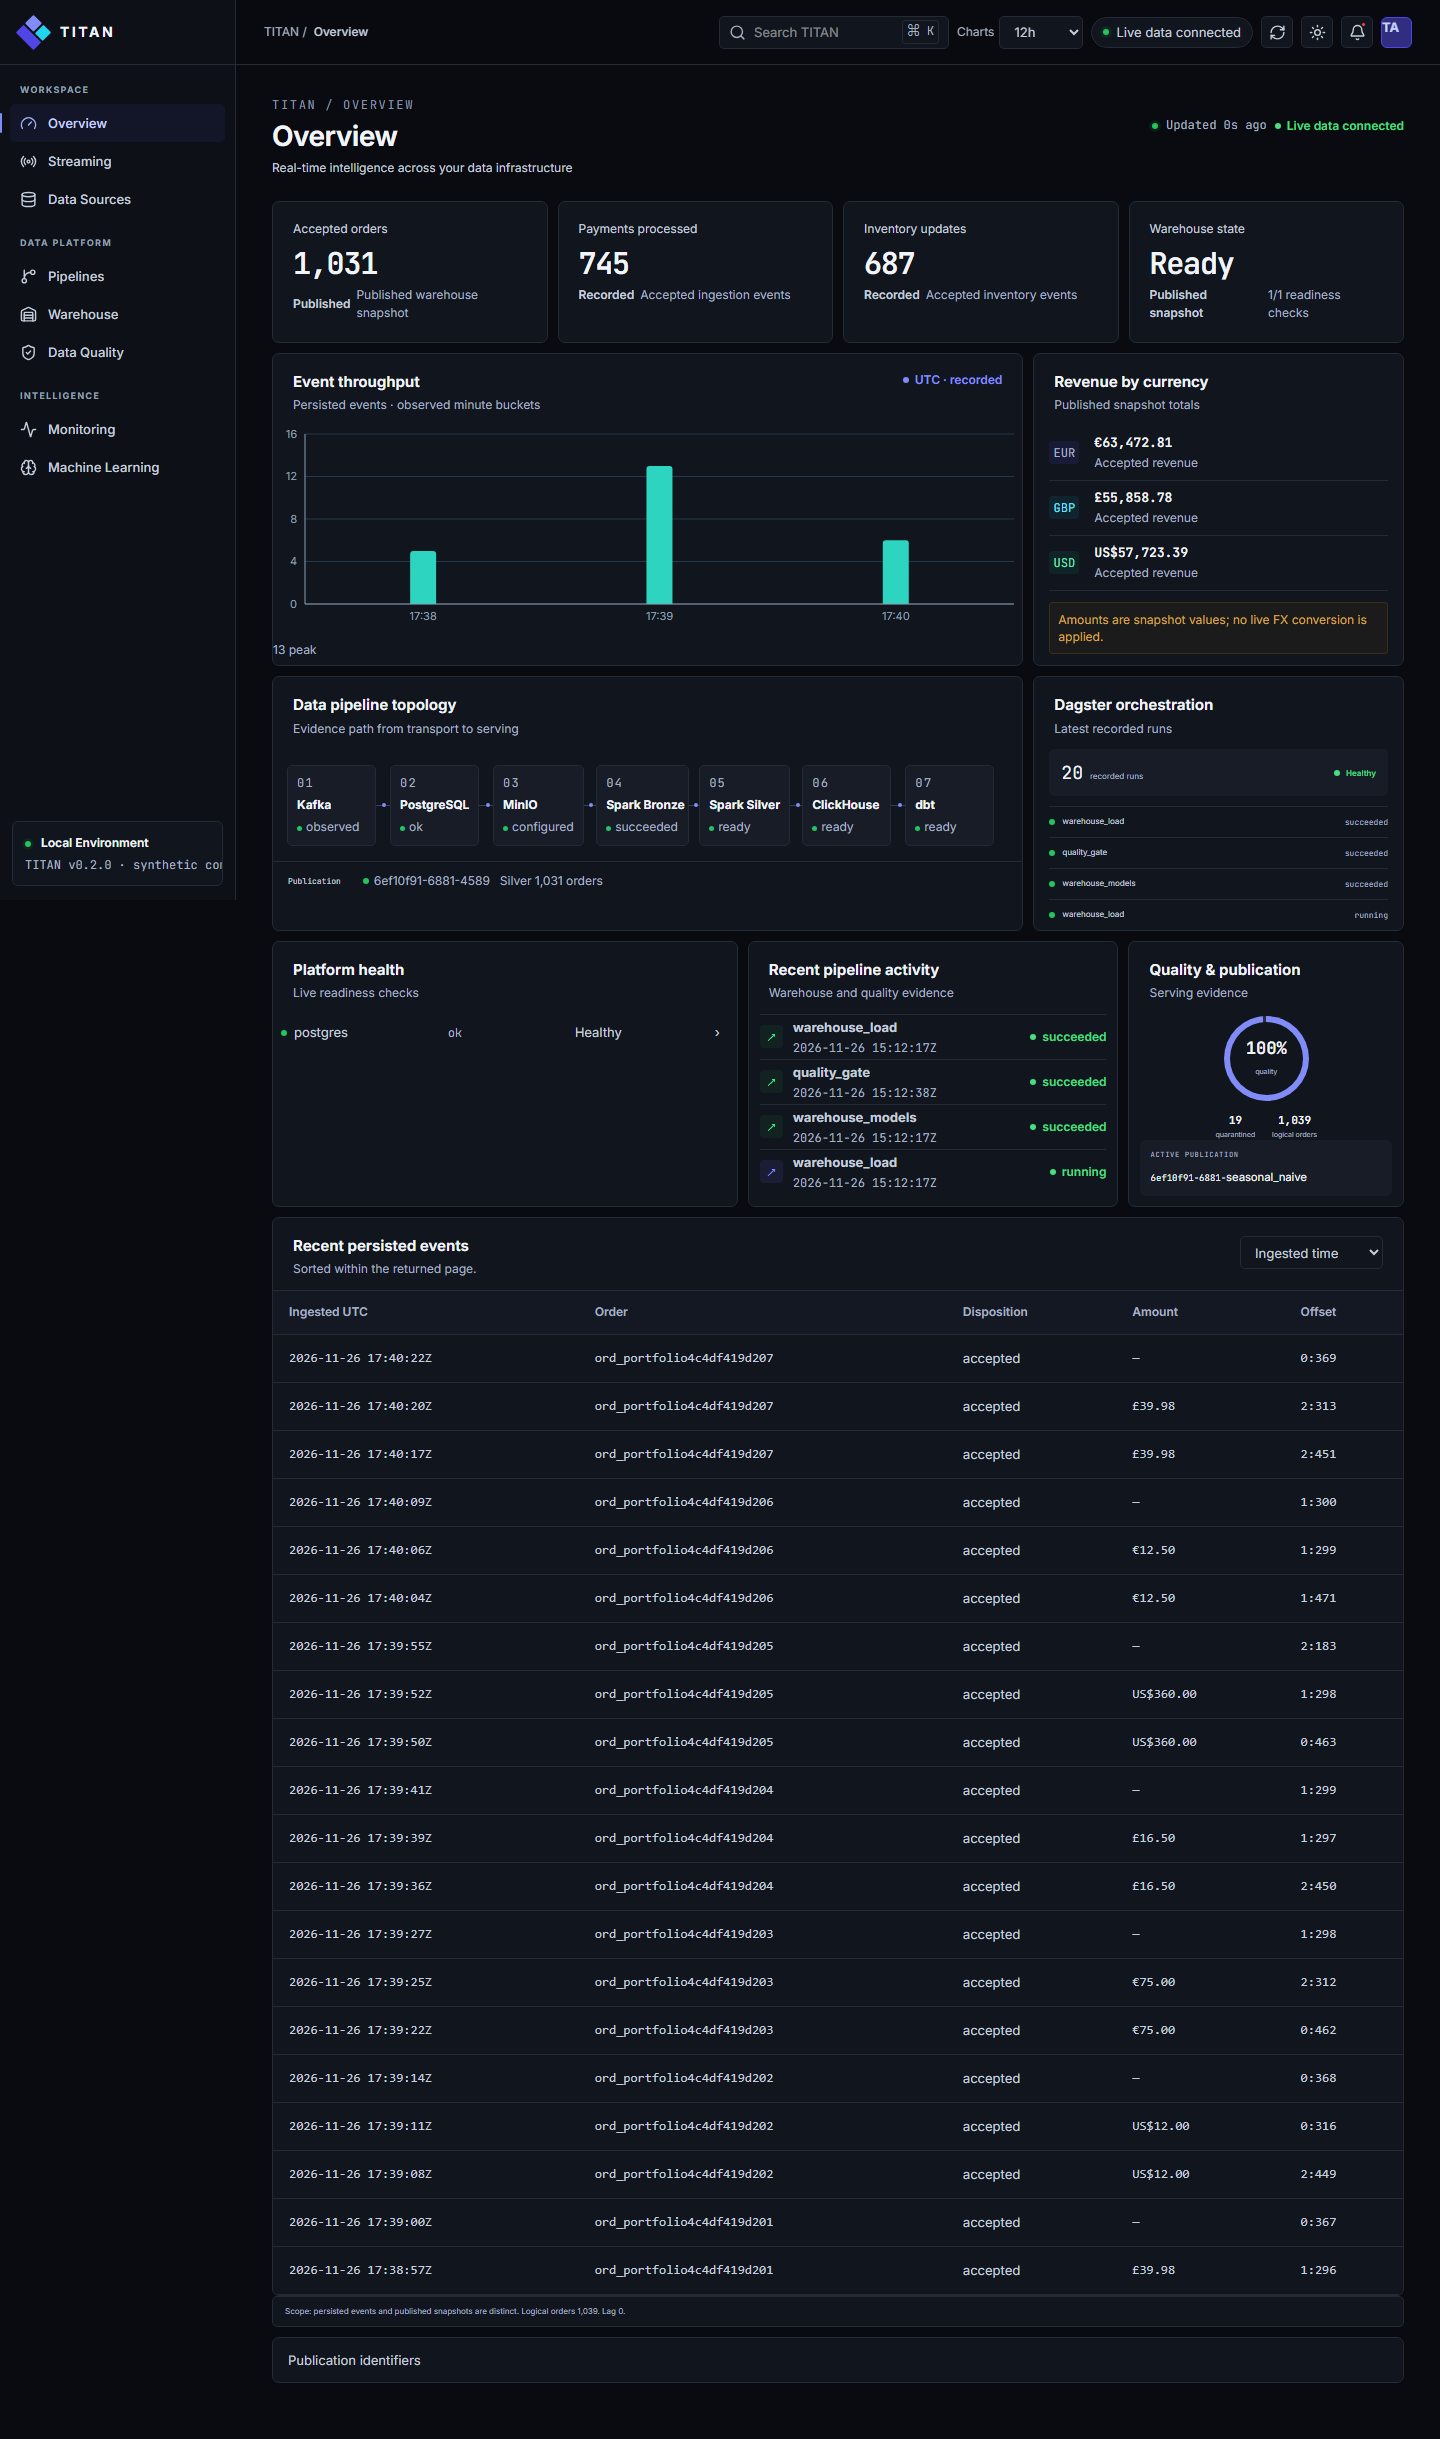 TITAN
TITAN / Overview
Search TITAN
⌘ K
Charts
12h
Live data connected
TA
WORKSPACE
Overview
Streaming
Data Sources
DATA PLATFORM
Pipelines
Warehouse
Data Quality
INTELLIGENCE
Monitoring
Machine Learning
Local Environment
TITAN v0.2.0 · synthetic
TITAN / OVERVIEW
Overview
Real-time intelligence across your data infrastructure
Updated 0s ago
Live data connected
Accepted orders
1,031
Published
Published warehouse
snapshot
Payments processed
745
Recorded Accepted ingestion events
Inventory updates
687
Recorded Accepted inventory events
Warehouse state
Ready
Published
snapshot
1/1 readiness
checks
Event throughput
Persisted events · observed minute buckets
UTC · recorded
16
12
8
4
0
17:38
17:39
17:40
13 peak
Revenue by currency
Published snapshot totals
EUR
€63,472.81
Accepted revenue
GBP
£55,858.78
Accepted revenue
USD
US$57,723.39
Accepted revenue
Amounts are snapshot values; no live FX conversion is
applied.
Data pipeline topology
Evidence path from transport to serving
01
Kafka
observed
02
PostgreSQL
ok
03
MinIO
configured
04
Spark Bronze
succeeded
05
Spark Silver
ready
06
ClickHouse
ready
07
dbt
ready
Publication
6ef10f91-6881-4589 Silver 1,031 orders
Dagster orchestration
Latest recorded runs
20 recorded runs
Healthy
warehouse_load succeeded
quality_gate succeeded
warehouse_models succeeded
warehouse_load running
Platform health
Live readiness checks
postgres ok Healthy ›
Recent pipeline activity
Warehouse and quality evidence
↗ warehouse_load
2026-11-26 15:12:17Z
succeeded
↗ quality_gate
2026-11-26 15:12:38Z
succeeded
↗ warehouse_models
2026-11-26 15:12:17Z
succeeded
↗ warehouse_load
2026-11-26 15:12:17Z
running
Quality & publication
Serving evidence
100%
quality
19
quarantined
1,039
logical orders
ACTIVE PUBLICATION
6ef10f91-6881-seasonal_naive
Recent persisted events
Sorted within the returned page.
Ingested time
Ingested UTC Order Disposition Amount Offset
2026-11-26 17:40:22Z ord_portfolio4c4df419d207 accepted — 0:369
2026-11-26 17:40:20Z ord_portfolio4c4df419d207 accepted £39.98 2:313
2026-11-26 17:40:17Z ord_portfolio4c4df419d207 accepted £39.98 2:451
2026-11-26 17:40:09Z ord_portfolio4c4df419d206 accepted — 1:300
2026-11-26 17:40:06Z ord_portfolio4c4df419d206 accepted €12.50 1:299
2026-11-26 17:40:04Z ord_portfolio4c4df419d206 accepted €12.50 1:471
2026-11-26 17:39:55Z ord_portfolio4c4df419d205 accepted — 2:183
2026-11-26 17:39:52Z ord_portfolio4c4df419d205 accepted US$360.00 1:298
2026-11-26 17:39:50Z ord_portfolio4c4df419d205 accepted US$360.00 0:463
2026-11-26 17:39:41Z ord_portfolio4c4df419d204 accepted — 1:299
2026-11-26 17:39:39Z ord_portfolio4c4df419d204 accepted £16.50 1:297
2026-11-26 17:39:36Z ord_portfolio4c4df419d204 accepted £16.50 2:450
2026-11-26 17:39:27Z ord_portfolio4c4df419d203 accepted — 1:298
2026-11-26 17:39:25Z ord_portfolio4c4df419d203 accepted €75.00 2:312
2026-11-26 17:39:22Z ord_portfolio4c4df419d203 accepted €75.00 0:462
2026-11-26 17:39:14Z ord_portfolio4c4df419d202 accepted — 0:368
2026-11-26 17:39:11Z ord_portfolio4c4df419d202 accepted US$12.00 0:316
2026-11-26 17:39:08Z ord_portfolio4c4df419d202 accepted US$12.00 2:449
2026-11-26 17:39:00Z ord_portfolio4c4df419d201 accepted — 0:367
2026-11-26 17:38:57Z ord_portfolio4c4df419d201 accepted £39.98 1:296
Scope: persisted events and published snapshots are distinct. Logical orders 1,039. Lag 0.
Publication identifiers